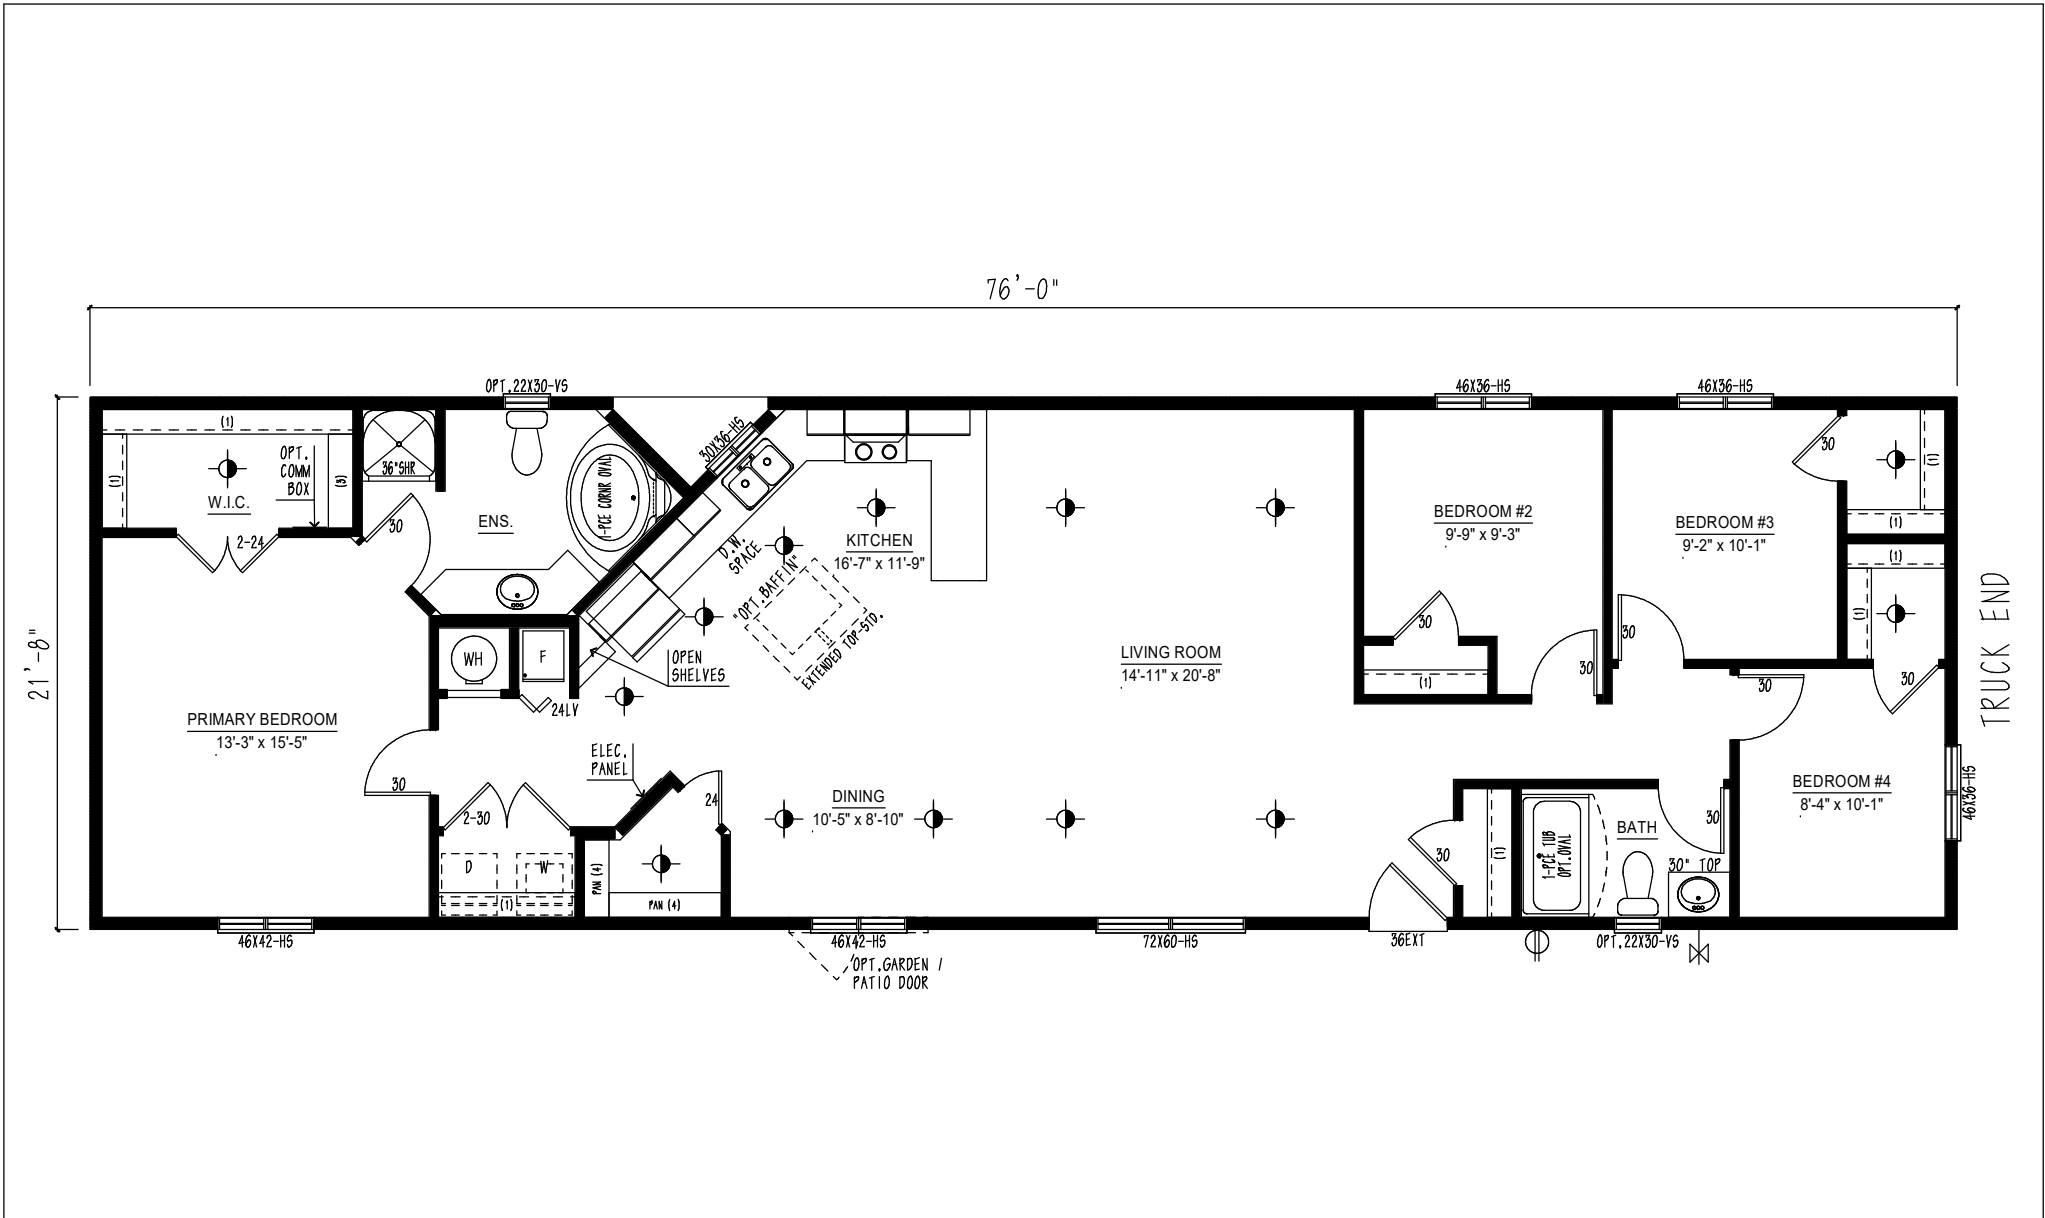 76'-0"
OPT.22X30-VS
46X36-HS
46X36-HS
(1)
(1)
OPT.
COMM
BOX
(3)
W.I.C.
2-24
36"SHR
30
ENS.
1-PCE CORNR OVAL
30X36-HS
D.W.
SPACE
KITCHEN
16'-7" x 11'-9"
"OPT.BAFFIN"
EXTENDED TOP-STD.
OPEN
SHELVES
BEDROOM #2
9'-9" x 9'-3"
30
(1)
30
BEDROOM #3
9'-2" x 10'-1"
30
30
(1)
(1)
(1)
(1)
30
TRUCK END
21'-8"
PRIMARY BEDROOM
13'-3" x 15'-5"
30
WH
F
24LV
ELEC.
PANEL
2-30
D
W
(1)
PAN (4)
PAN (4)
24
LIVING ROOM
14'-11" x 20'-8"
DINING
10'-5" x 8'-10"
30
(1)
1-PCE TUB
OPT.OVAL
BATH
30
30" TOP
30
BEDROOM #4
8'-4" x 10'-1"
46X36-HS
46X42-HS
46X42-HS
OPT.GARDEN /
PATIO DOOR
72X60-HS
36EXT
OPT.22X30-VS